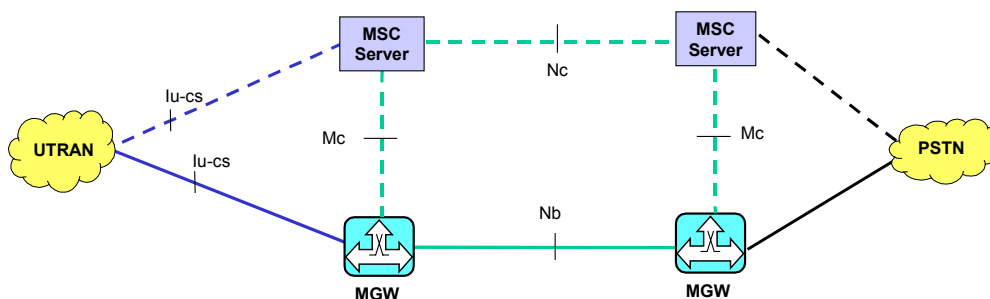 MSC
Server
MSC
Server
Nc
Iu-cs
Mc
Mc
UTRAN
Iu-cs
PSTN
Nb
MGW
MGW